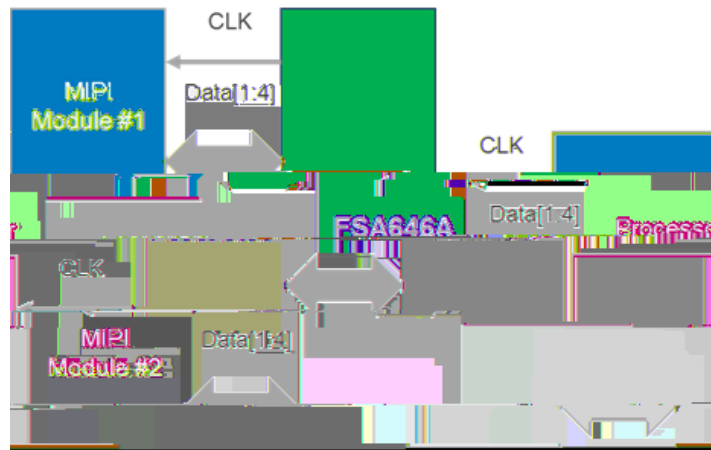 CLK
MIPI
Module #1
Data[1:4]
CLK
FSA646A
Data[1:4]
CLK
MIPI
Module #2
Data[1:4]